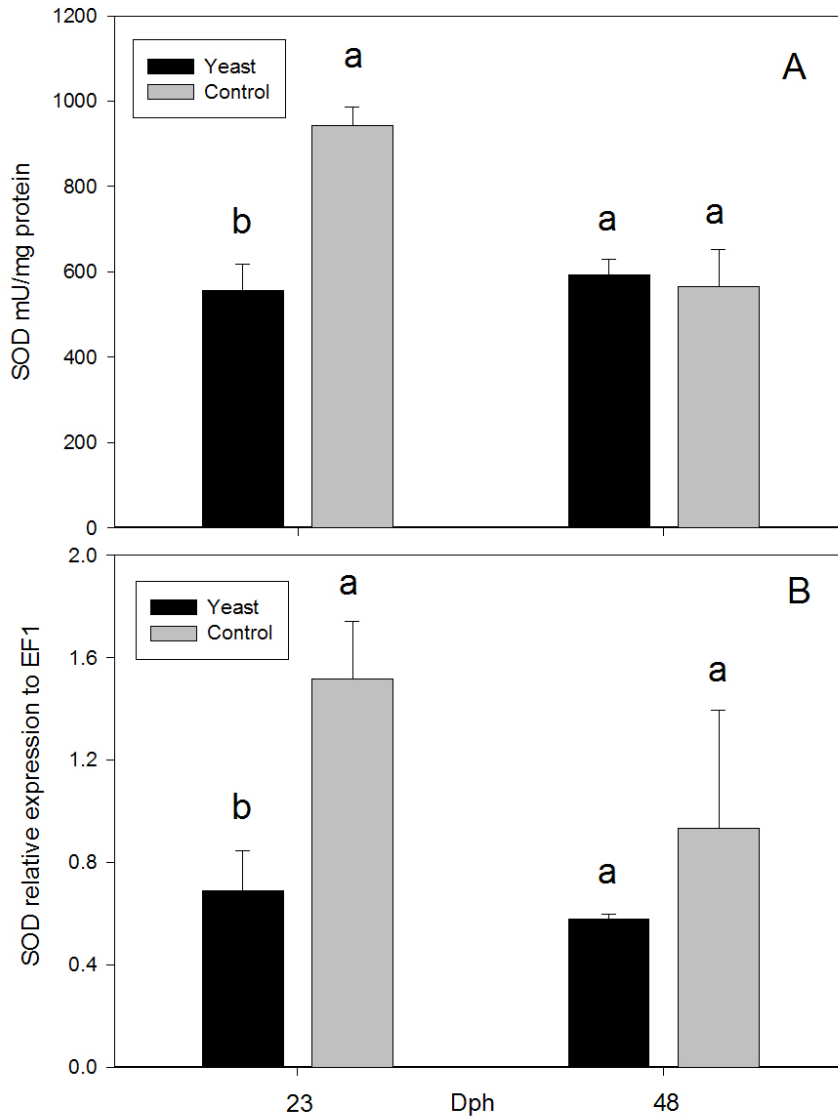 1200
1000
800
600
400
200
0
SOD mU/mg protein
Yeast
Control
A
b
a
a
a
2.0
1.6
1.2
0.8
0.4
0.0
SOD relative expression to EF1
Yeast
Control
B
b
a
a
a
23 Dph 48